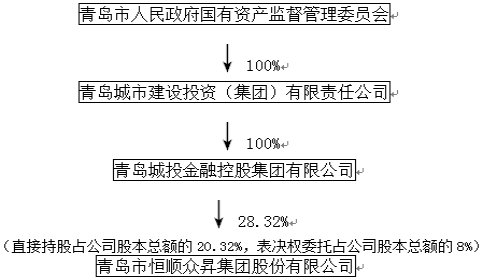 青岛市人民政府国有资产监督管理委员会
100%
青岛城市建设投资（集团）有限责任公司
100%
青岛城投金融控股集团有限公司
28.32%
（直接持股占公司股本总额的 20.32%，表决权委托占公司股本总额的 8%）
青岛市恒顺众昇集团股份有限公司